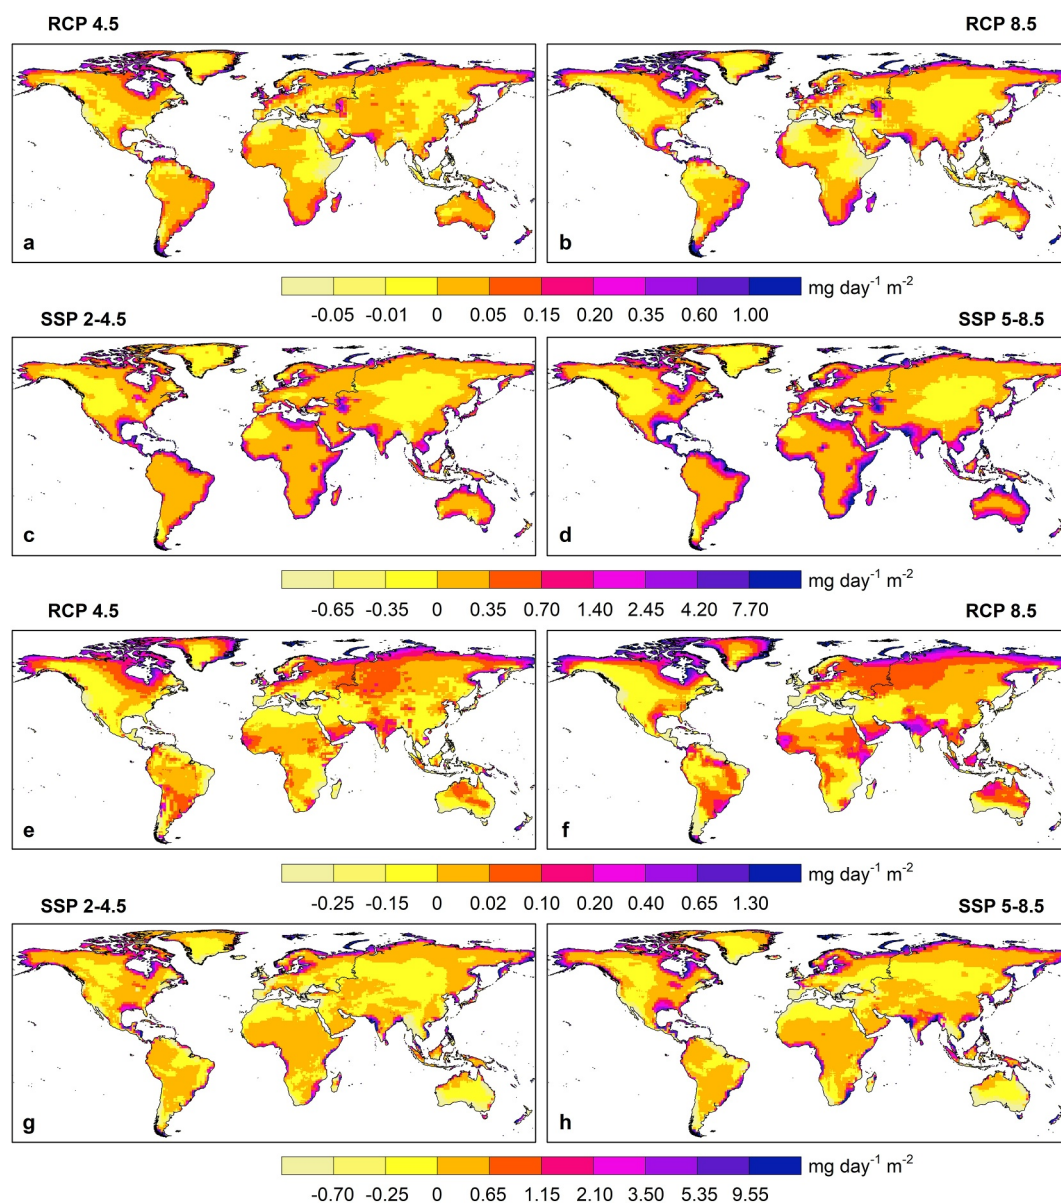 RCP 4.5 RCP 8.5
a b
mg day⁻¹ m⁻²
-0.05 -0.01 0 0.05 0.15 0.20 0.35 0.60 1.00
SSP 2-4.5 SSP 5-8.5
c d
mg day⁻¹ m⁻²
-0.65 -0.35 0 0.35 0.70 1.40 2.45 4.20 7.70
RCP 4.5 RCP 8.5
e f
mg day⁻¹ m⁻²
-0.25 -0.15 0 0.02 0.10 0.20 0.40 0.65 1.30
SSP 2-4.5 SSP 5-8.5
g h
mg day⁻¹ m⁻²
-0.70 -0.25 0 0.65 1.15 2.10 3.50 5.35 9.55